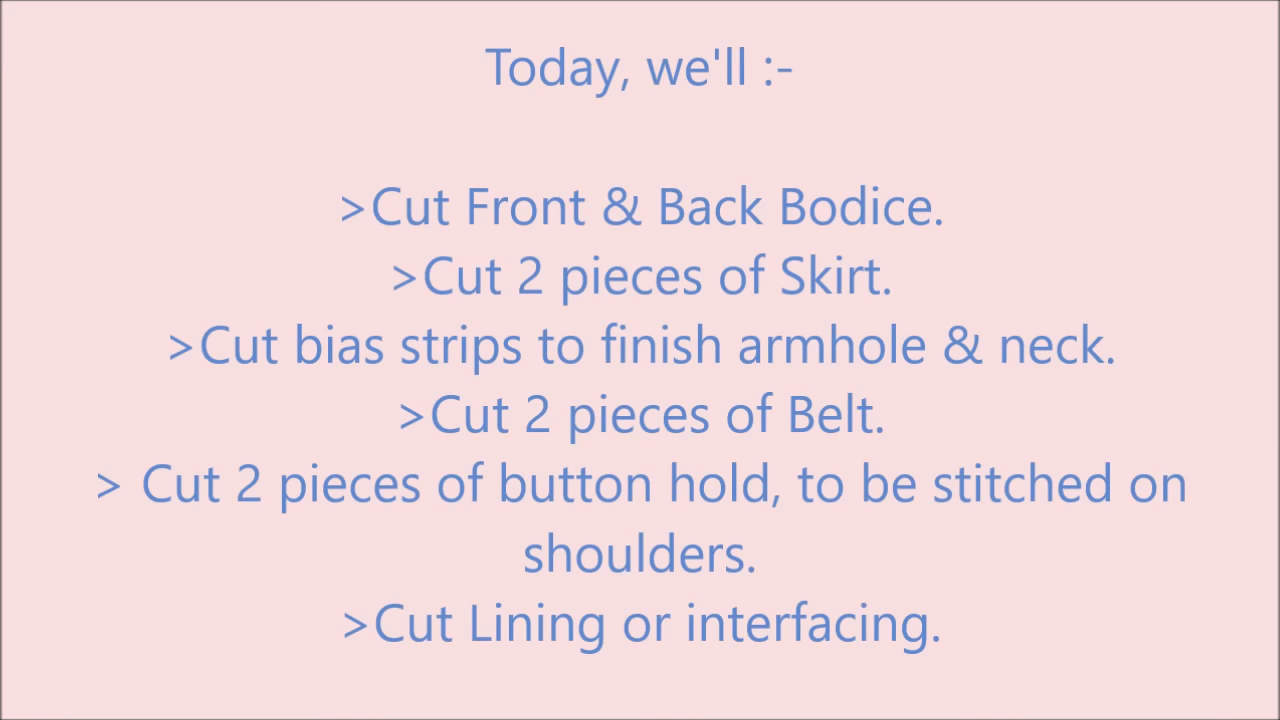 Today, we'll :-
>Cut Front & Back Bodice.
>Cut 2 pieces of Skirt.
>Cut bias strips to finish armhole & neck.
>Cut 2 pieces of Belt.
> Cut 2 pieces of button hold, to be stitched on
shoulders.
>Cut Lining or interfacing.